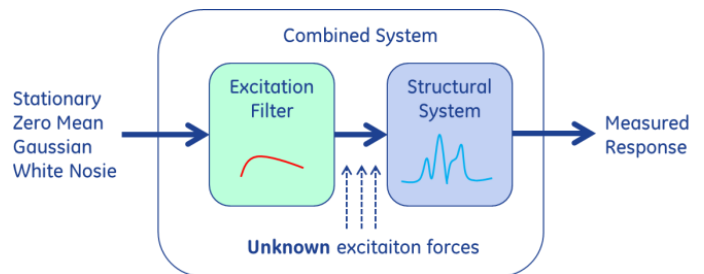 Combined System
Stationary
Zero Mean
Gaussian
White Nosie
Excitation
Filter
Structural
System
Measured
Response
Unknown excitaiton forces